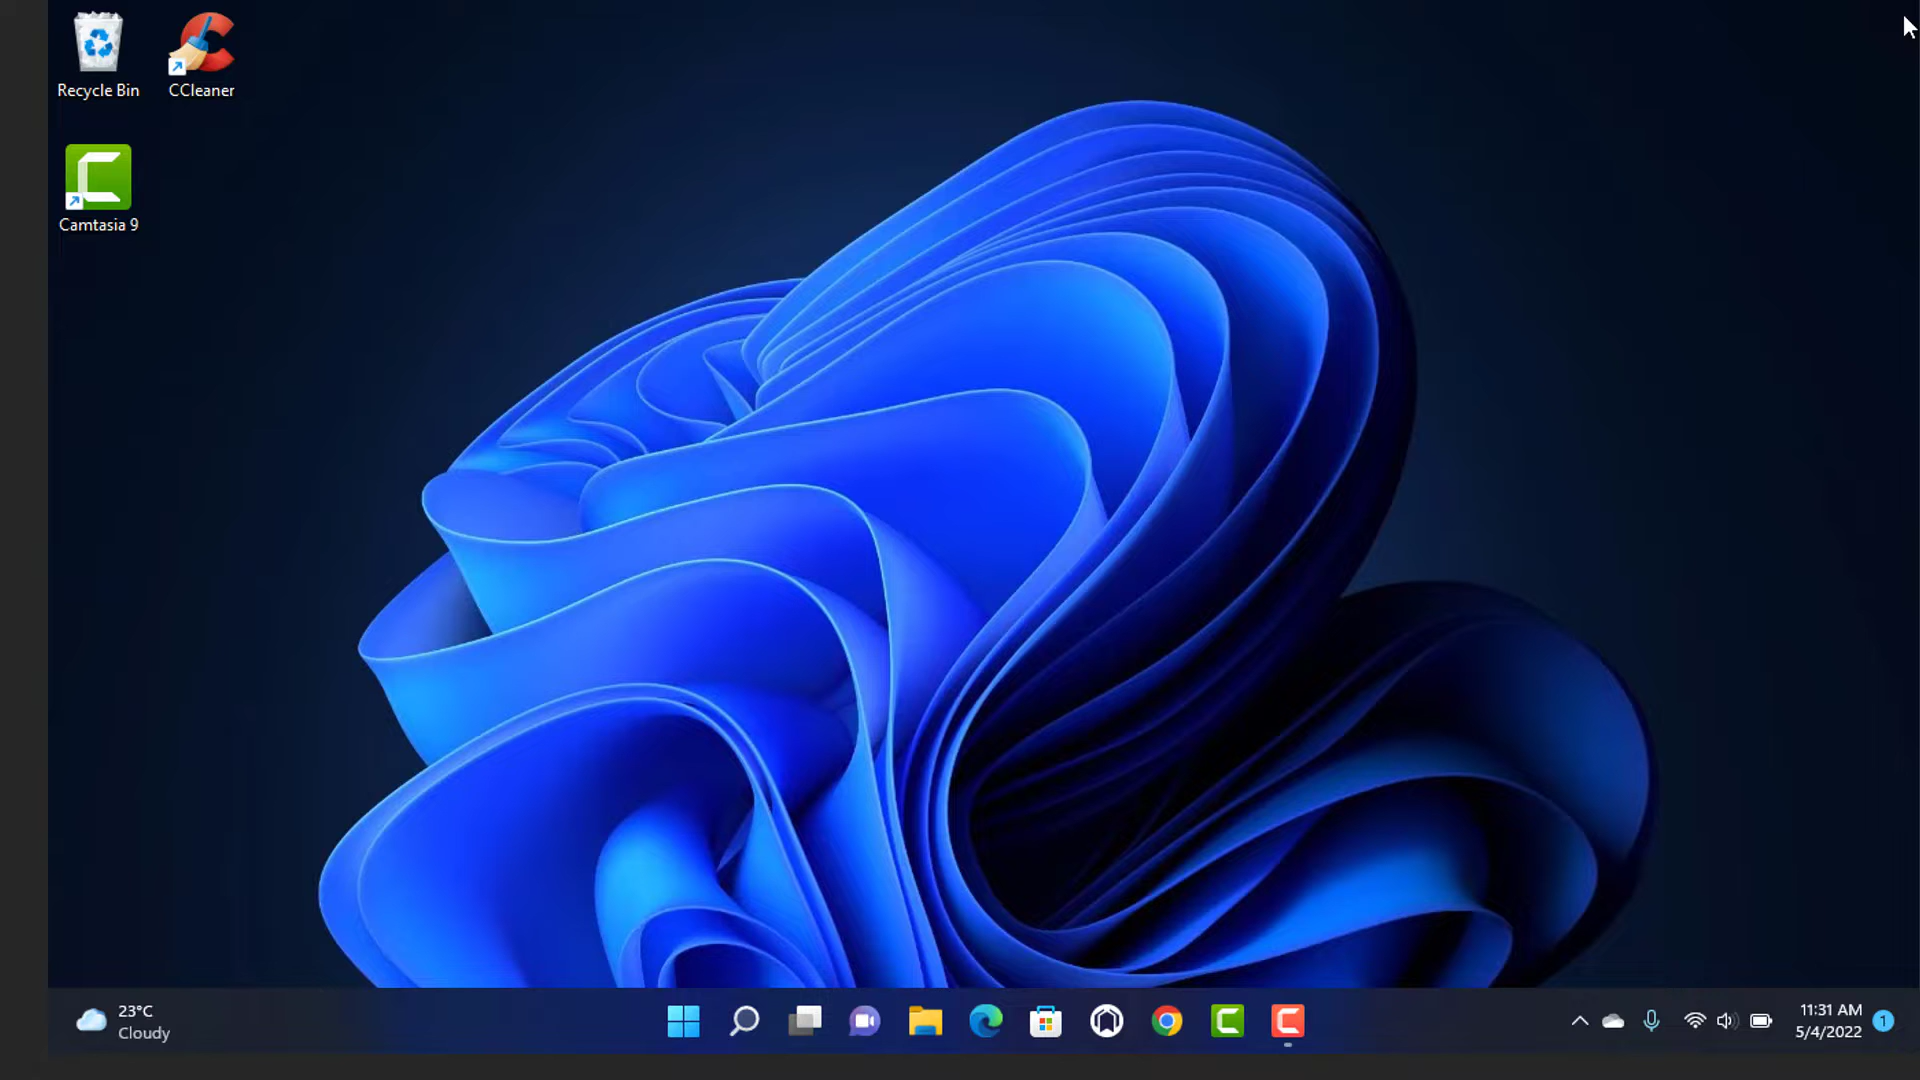 Recycle Bin
CCleaner
Camtasia 9
23°C
Cloudy
11:31 AM
5/4/2022
1